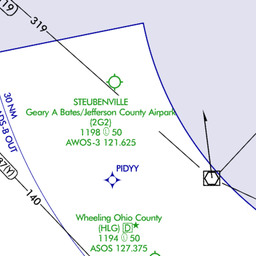 319
STEUBENVILLE
Geary A Bates/Jefferson County Airpark
(2G2)
1198 50
AWOS-3 121.625
30 NM
PIDYY
140
Wheeling Ohio County
(HLG) D★
1194 50
ASOS 127.375